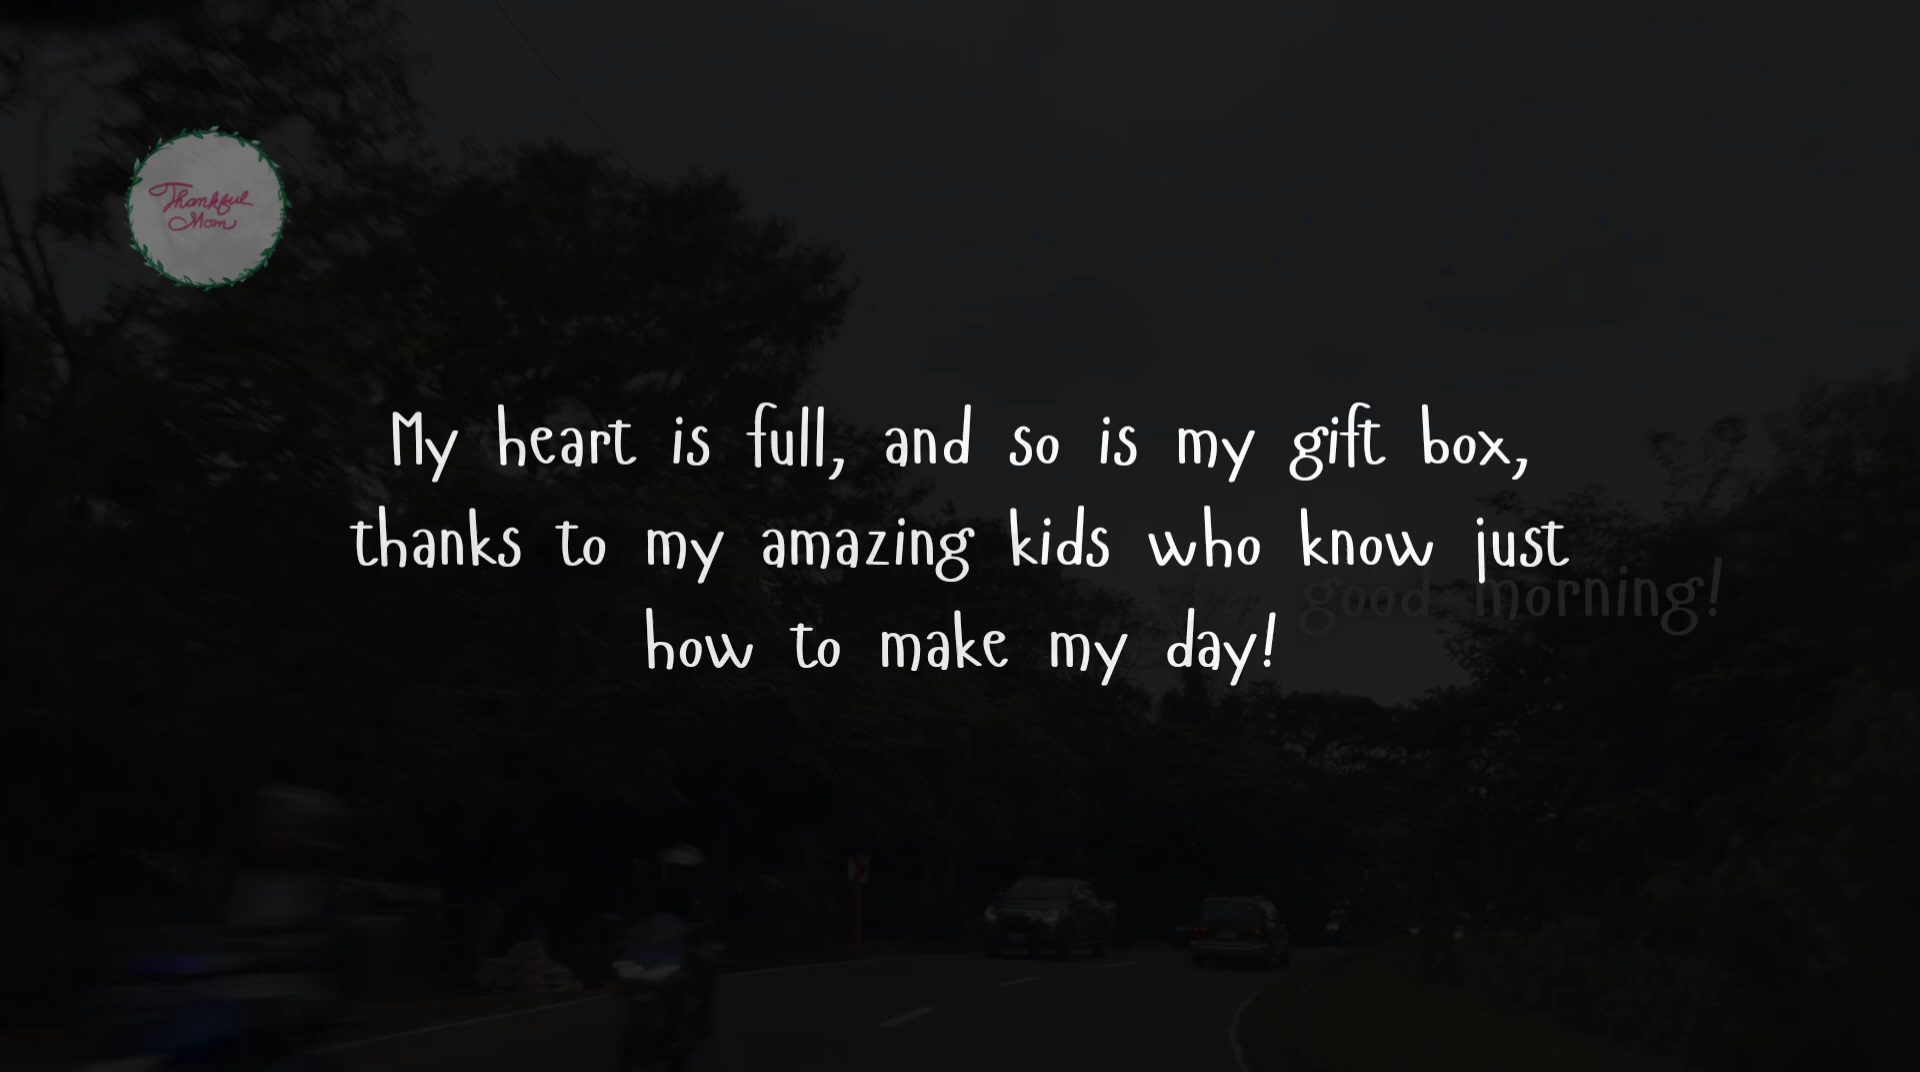 Thankful
Mom
My heart is full, and so is my gift box,
thanks to my amazing kids who know just
good morning!
how to make my day!